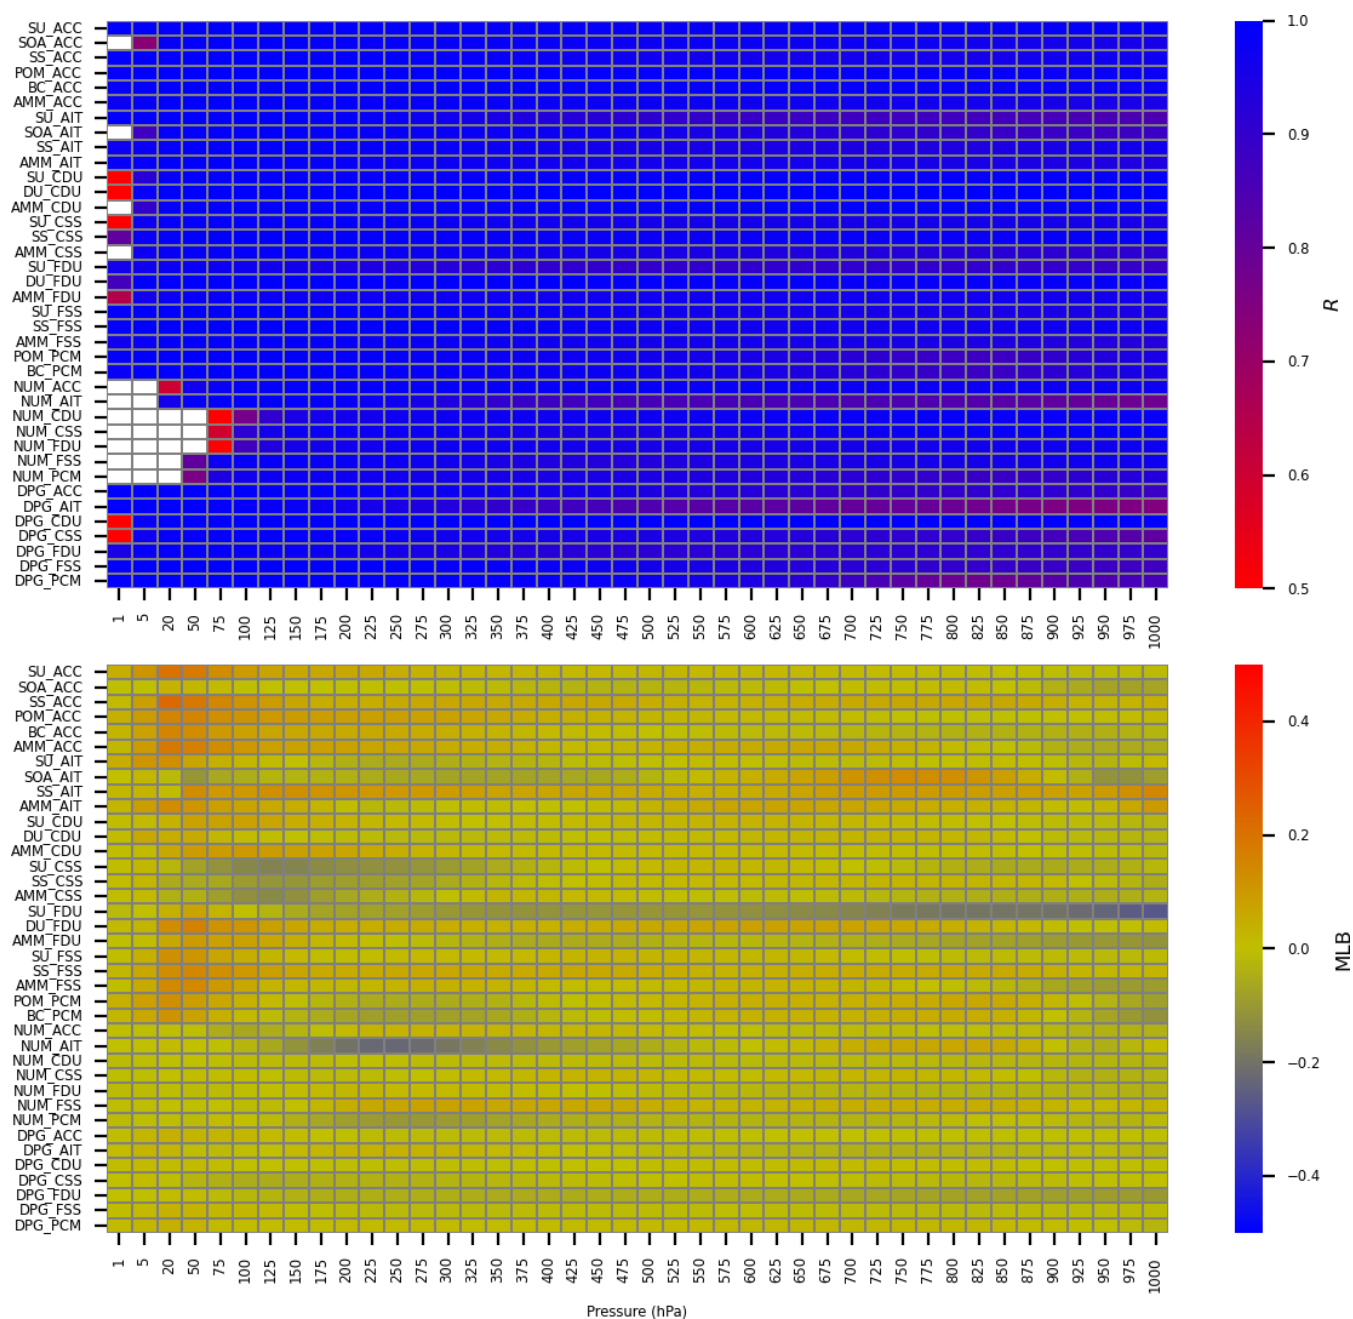 SU_ACC
SOA_ACC
SS_ACC
POM_ACC
BC_ACC
AMM_ACC
SU_AIT
SOA_AIT
SS_AIT
AMM_AIT
SU_CDU
DU_CDU
AMM_CDU
SU_CSS
SS_CSS
AMM_CSS
SU_FDU
DU_FDU
AMM_FDU
SU_FSS
SS_FSS
AMM_FSS
POM_PCM
BC_PCM
NUM_ACC
NUM_AIT
NUM_CDU
NUM_CSS
NUM_FDU
NUM_FSS
NUM_PCM
DPG_ACC
DPG_AIT
DPG_CDU
DPG_CSS
DPG_FDU
DPG_FSS
DPG_PCM
1 5 20 50 75 100 125 150 175 200 225 250 275 300 325 350 375 400 425 450 475 500 525 550 575 600 625 650 675 700 725 750 775 800 825 850 875 900 925 950 975 1000
1.0
0.9
0.8
0.7
0.6
0.5
R
SU_ACC
SOA_ACC
SS_ACC
POM_ACC
BC_ACC
AMM_ACC
SU_AIT
SOA_AIT
SS_AIT
AMM_AIT
SU_CDU
DU_CDU
AMM_CDU
SU_CSS
SS_CSS
AMM_CSS
SU_FDU
DU_FDU
AMM_FDU
SU_FSS
SS_FSS
AMM_FSS
POM_PCM
BC_PCM
NUM_ACC
NUM_AIT
NUM_CDU
NUM_CSS
NUM_FDU
NUM_FSS
NUM_PCM
DPG_ACC
DPG_AIT
DPG_CDU
DPG_CSS
DPG_FDU
DPG_FSS
DPG_PCM
1 5 20 50 75 100 125 150 175 200 225 250 275 300 325 350 375 400 425 450 475 500 525 550 575 600 625 650 675 700 725 750 775 800 825 850 875 900 925 950 975 1000
Pressure (hPa)
0.4
0.2
0.0
−0.2
−0.4
MLB